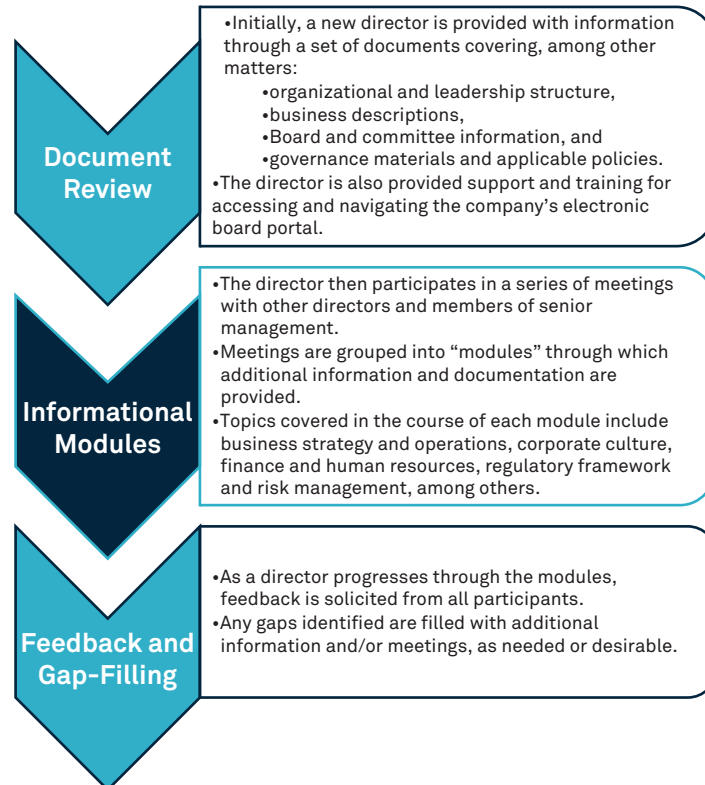 •Initially, a new director is provided with information
through a set of documents covering, among other
matters:
•organizational and leadership structure,
•business descriptions,
•Board and committee information, and
•governance materials and applicable policies.
•The director is also provided support and training for
accessing and navigating the company’s electronic
board portal.
Document
Review
•The director then participates in a series of meetings
with other directors and members of senior
management.
•Meetings are grouped into “modules” through which
additional information and documentation are
provided.
•Topics covered in the course of each module include
business strategy and operations, corporate culture,
finance and human resources, regulatory framework
and risk management, among others.
Informational
Modules
•As a director progresses through the modules,
feedback is solicited from all participants.
•Any gaps identified are filled with additional
information and/or meetings, as needed or desirable.
Feedback and
Gap-Filling